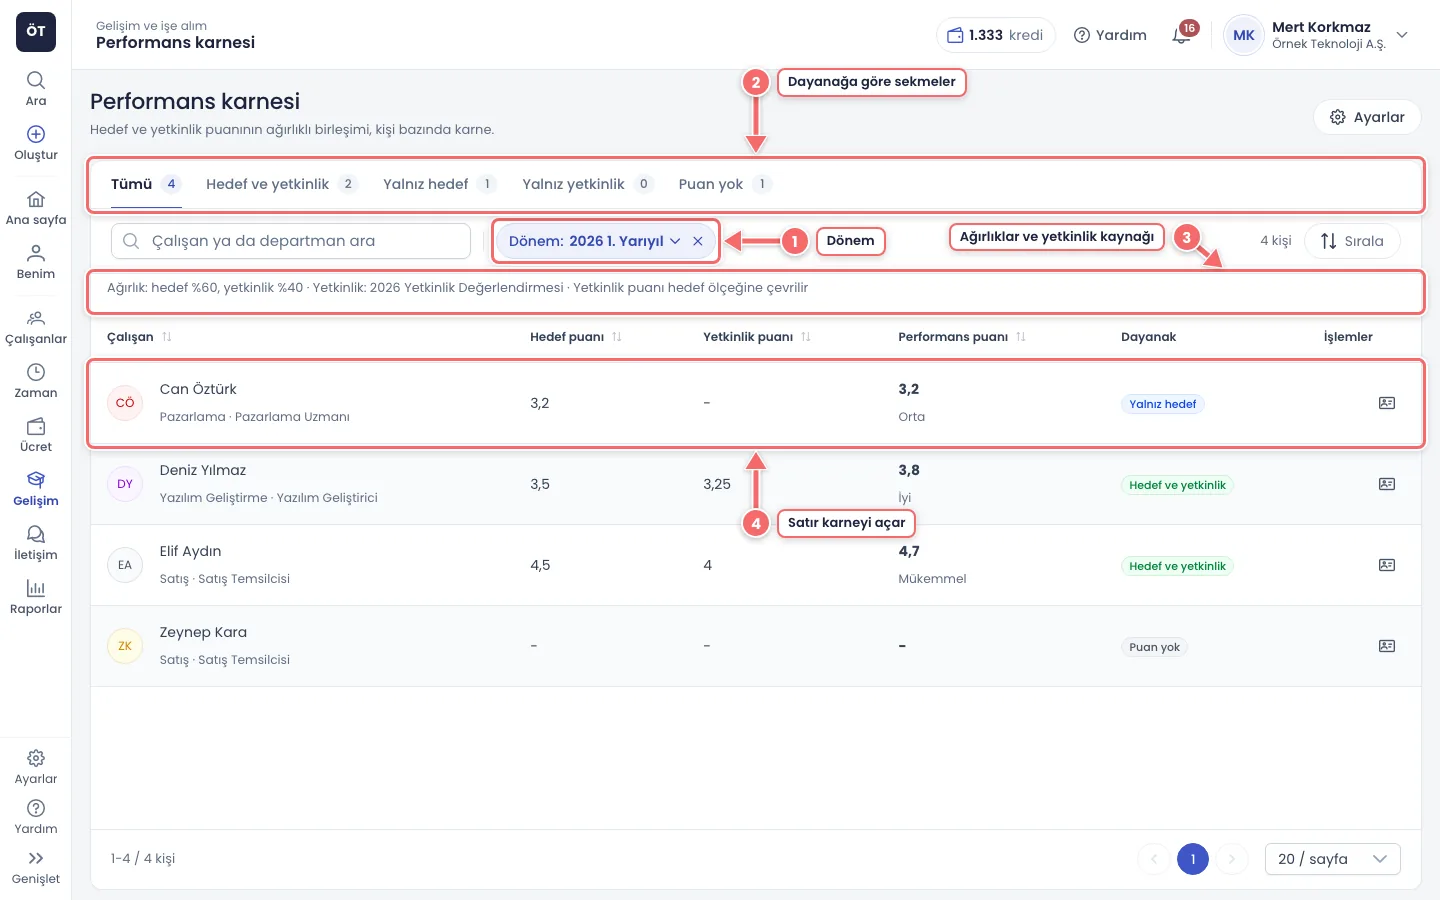 ÖT
Ara
Oluştur
Ana sayfa
Benim
Çalışanlar
Zaman
Ücret
Gelişim
İletişim
Raporlar
Ayarlar
Yardım
Genişlet
Gelişim ve işe alım
Performans karnesi
1.333 kredi
Yardım
16
MK
Mert Korkmaz
Örnek Teknoloji A.Ş.
Performans karnesi
Hedef ve yetkinlik puanının ağırlıklı birleşimi, kişi bazında karne.
2 Dayanağa göre sekmeler
Ayarlar
Tümü 4 Hedef ve yetkinlik 2 Yalnız hedef 1 Yalnız yetkinlik 0 Puan yok 1
Çalışan ya da departman ara
Dönem: 2026 1. Yarıyıl
1 Dönem
Ağırlıklar ve yetkinlik kaynağı 3
4 kişi
Sırala
Ağırlık: hedef %60, yetkinlik %40 · Yetkinlik: 2026 Yetkinlik Değerlendirmesi · Yetkinlik puanı hedef ölçeğine çevrilir
Çalışan Hedef puanı Yetkinlik puanı Performans puanı Dayanak İşlemler
CÖ
Can Öztürk
Pazarlama · Pazarlama Uzmanı
3,2
-
3,2
Orta
Yalnız hedef
DY
Deniz Yılmaz
Yazılım Geliştirme · Yazılım Geliştirici
3,5
3,25
3,8
İyi
Hedef ve yetkinlik
4 Satır karneyi açar
EA
Elif Aydın
Satış · Satış Temsilcisi
4,5
4
4,7
Mükemmel
Hedef ve yetkinlik
ZK
Zeynep Kara
Satış · Satış Temsilcisi
-
-
-
Puan yok
1-4 / 4 kişi
1
20 / sayfa